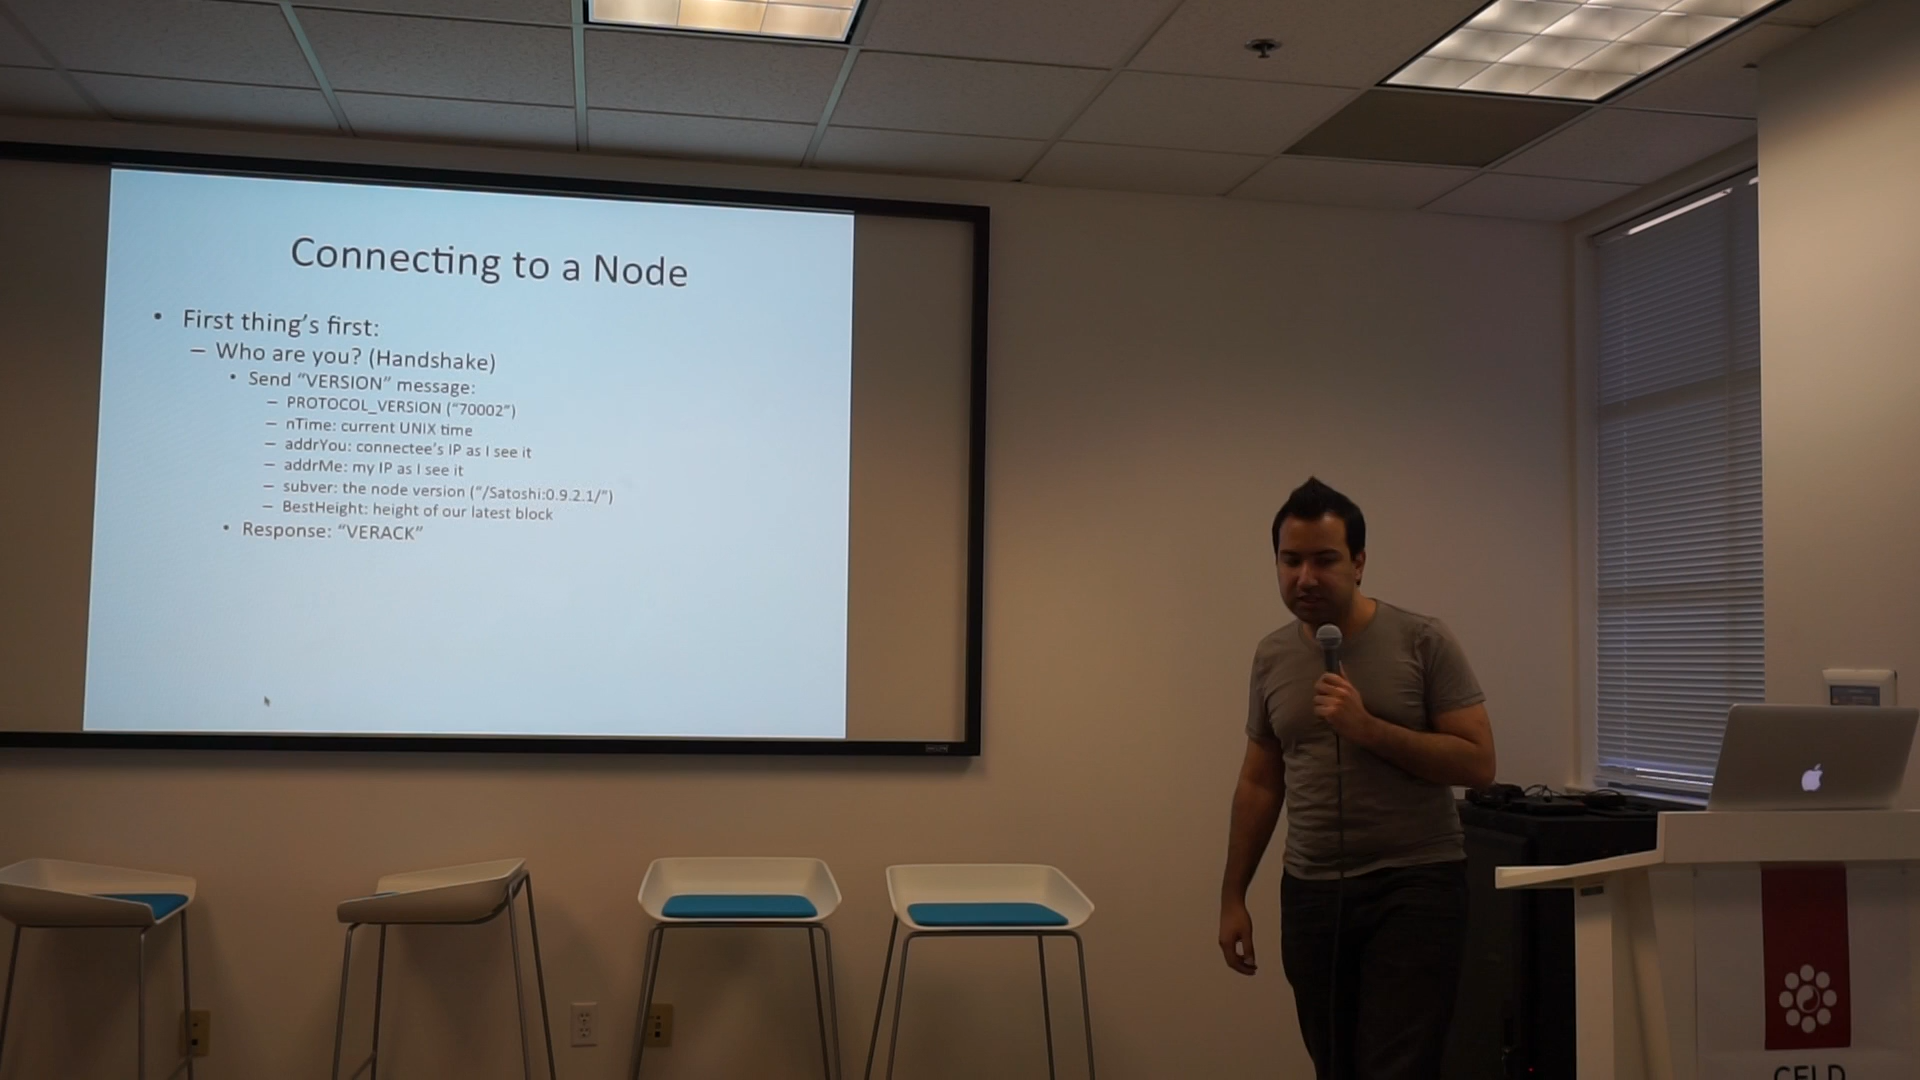 Connecting to a Node
• First thing's first:
– Who are you? (Handshake)
• Send “VERSION” message:
– PROTOCOL_VERSION (“70002”)
– nTime: current UNIX time
– addrYou: connectee's IP as I see it
– addrMe: my IP as I see it
– subver: the node version (“/Satoshi:0.9.2.1/”)
– BestHeight: height of our latest block
• Response: “VERACK”